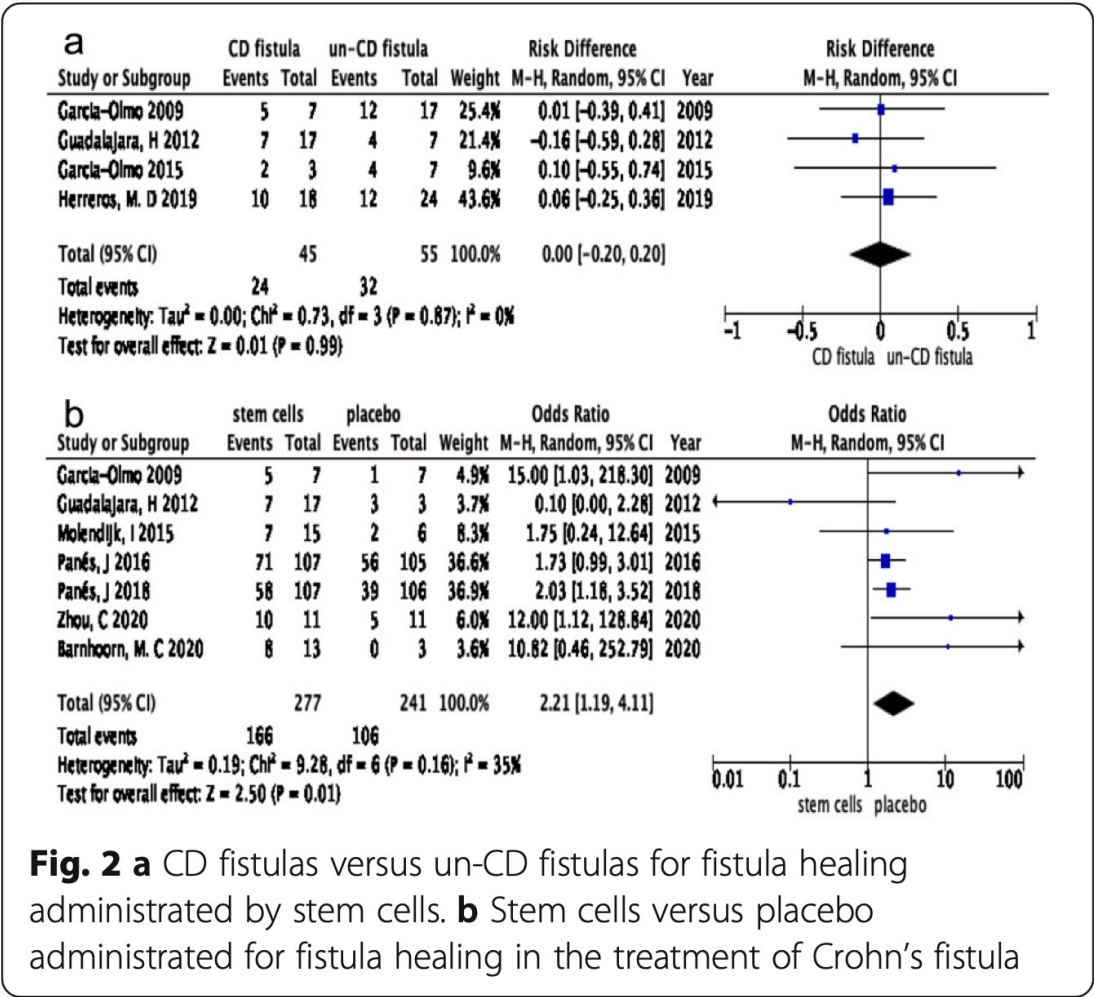 a
CD fistula un-CD fistula Risk Difference Risk Difference
Study or Subgroup Events Total Events Total Weight M-H, Random, 95% CI Year M-H, Random, 95% CI
Garcia-Olmo 2009 5 7 12 17 25.4% 0.01 [-0.39, 0.41] 2009
Guadalajara, H 2012 7 17 4 7 21.4% -0.16 [-0.59, 0.28] 2012
Garcia-Olmo 2015 2 3 4 7 9.6% 0.10 [-0.55, 0.74] 2015
Herreros, M. D 2019 10 18 12 24 43.6% 0.06 [-0.25, 0.36] 2019
Total (95% CI) 45 55 100.0% 0.00 [-0.20, 0.20]
Total events 24 32
Heterogeneity: Tau² = 0.00; Chi² = 0.73, df = 3 (P = 0.87); I² = 0%
Test for overall effect: Z = 0.01 (P = 0.99)
-1 -0.5 0 0.5 1
CD fistula un-CD fistula
b
stem cells placebo Odds Ratio Odds Ratio
Study or Subgroup Events Total Events Total Weight M-H, Random, 95% CI Year M-H, Random, 95% CI
Garcia-Olmo 2009 5 7 1 7 4.9% 15.00 [1.03, 218.30] 2009
Guadalajara, H 2012 7 17 3 3 3.7% 0.10 [0.00, 2.28] 2012
Molendijk, I 2015 7 15 2 6 8.3% 1.75 [0.24, 12.64] 2015
Panés, J 2016 71 107 56 105 36.6% 1.73 [0.99, 3.01] 2016
Panés, J 2018 58 107 39 106 36.9% 2.03 [1.18, 3.52] 2018
Zhou, C 2020 10 11 5 11 6.0% 12.00 [1.12, 128.84] 2020
Barnhoorn, M. C 2020 8 13 0 3 3.6% 10.82 [0.46, 252.79] 2020
Total (95% CI) 277 241 100.0% 2.21 [1.19, 4.11]
Total events 166 106
Heterogeneity: Tau² = 0.19; Chi² = 9.28, df = 6 (P = 0.16); I² = 35%
Test for overall effect: Z = 2.50 (P = 0.01)
0.01 0.1 1 10 100
stem cells placebo
Fig. 2 a CD fistulas versus un-CD fistulas for fistula healing
administrated by stem cells. b Stem cells versus placebo
administrated for fistula healing in the treatment of Crohn's fistula